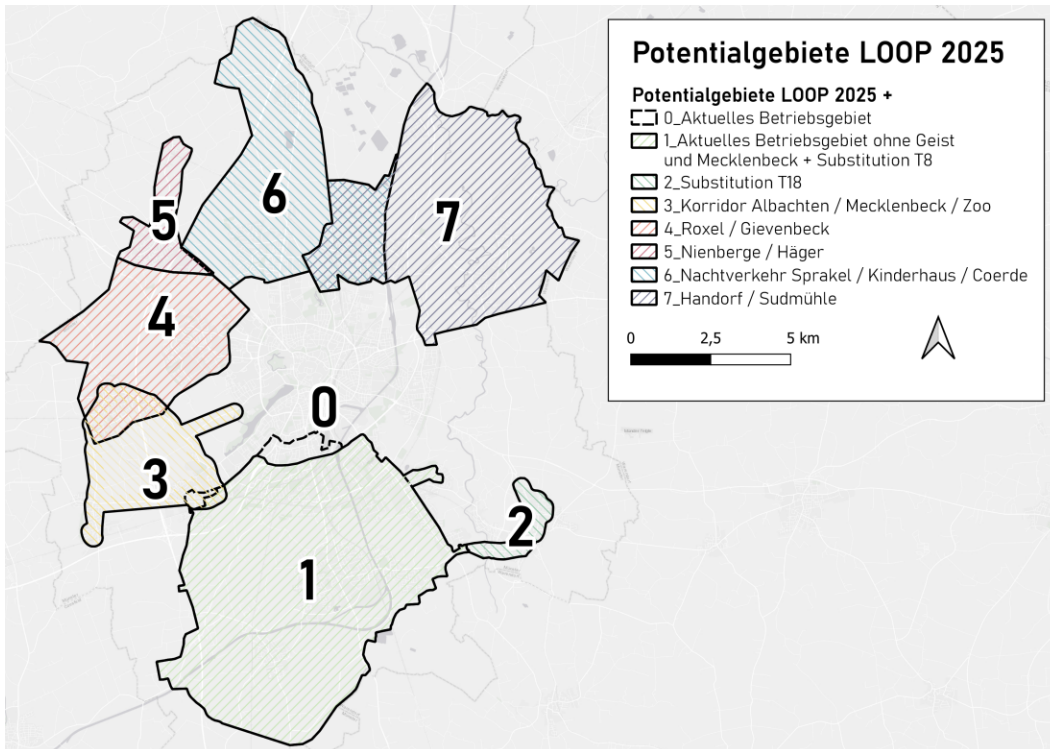 Potentialgebiete LOOP 2025
Potentialgebiete LOOP 2025 +
0_Aktuelles Betriebsgebiet
1_Aktuelles Betriebsgebiet ohne Geist
und Mecklenbeck + Substitution T8
2_Substitution T18
3_Korridor Albachten / Mecklenbeck / Zoo
4_Roxel / Gievenbeck
5_Nienberge / Häger
6_Nachtverkehr Sprakel / Kinderhaus / Coerde
7_Handorf / Sudmühle
0 2,5 5 km
6
5
7
4
0
3
2
1